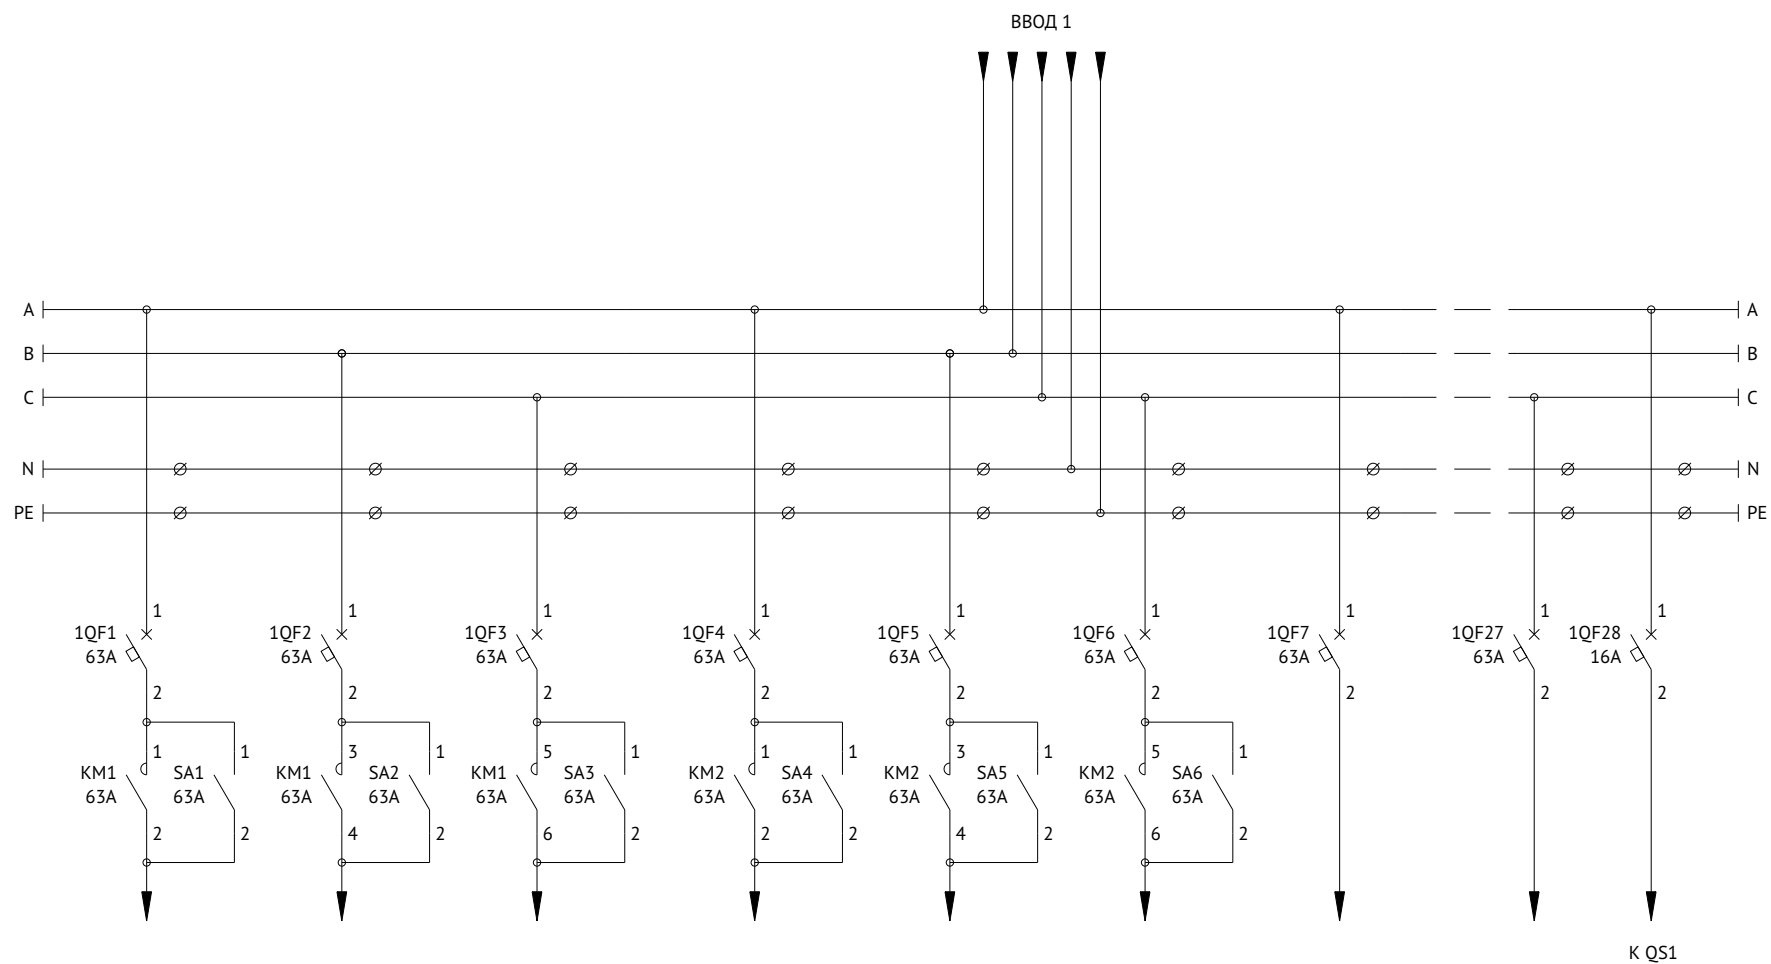 ВВОД 1
A A
B B
C C
N N
PE PE
1 1 1 1 1 1 1 1 1
1QF1 1QF2 1QF3 1QF4 1QF5 1QF6 1QF7 1QF27 1QF28
63A 63A 63A 63A 63A 63A 63A 63A 16A
2 2 2 2 2 2 2 2 2
1 1 3 1 5 1 1 1 3 1 5 1
KM1 SA1 KM1 SA2 KM1 SA3 KM2 SA4 KM2 SA5 KM2 SA6
63A 63A 63A 63A 63A 63A 63A 63A 63A 63A 63A 63A
2 2 4 2 6 2 2 2 4 2 6 2
К QS1